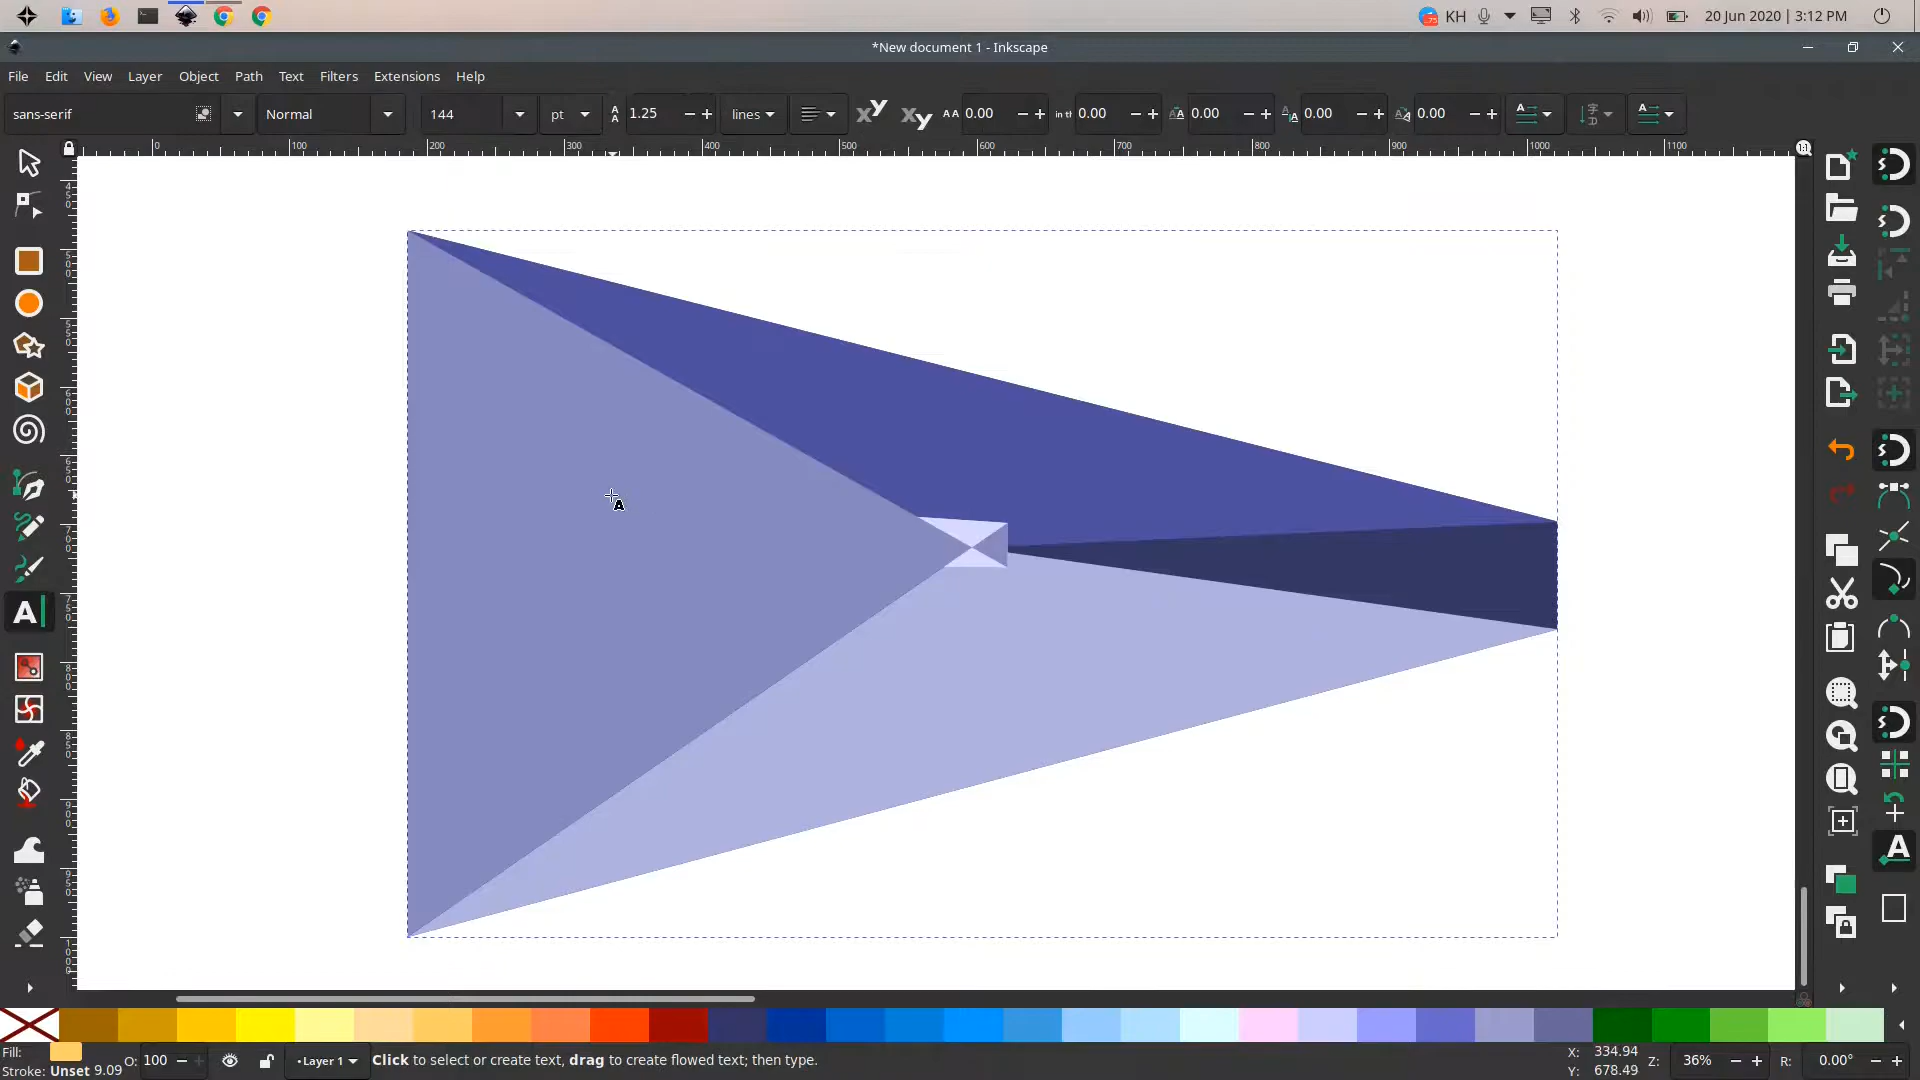 KH
20 Jun 2020 | 3:12 PM
*New document 1 - Inkscape
File Edit View Layer Object Path Text Filters Extensions Help
sans-serif Normal 144 pt 1.25 lines 0.00 0.00 0.00 0.00 0.00
0 100 200 300 400 500 600 700 800 900 1000 1100
Fill:
Stroke: Unset 9.09
O: 100
•Layer 1
Click to select or create text, drag to create flowed text; then type.
X: 334.94
Y: 678.49
Z: 36%
R: 0.00°